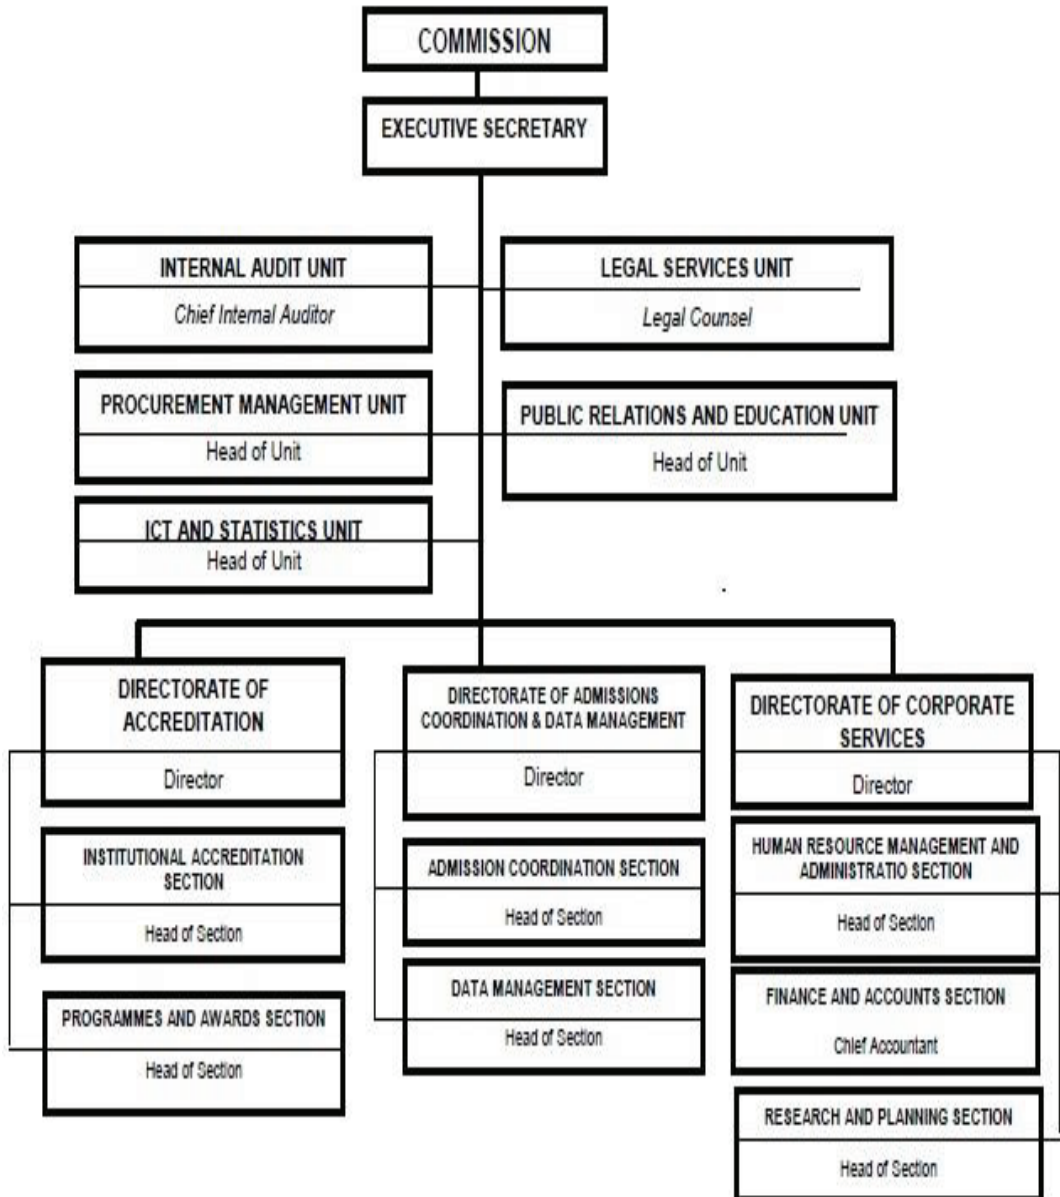 COMMISSION
EXECUTIVE SECRETARY
INTERNAL AUDIT UNIT
Chief Internal Auditor
LEGAL SERVICES UNIT
Legal Counsel
PROCUREMENT MANAGEMENT UNIT
Head of Unit
PUBLIC RELATIONS AND EDUCATION UNIT
Head of Unit
ICT AND STATISTICS UNIT
Head of Unit
DIRECTORATE OF
ACCREDITATION
Director
INSTITUTIONAL ACCREDITATION
SECTION
Head of Section
PROGRAMMES AND AWARDS SECTION
Head of Section
DIRECTORATE OF ADMISSIONS
COORDINATION & DATA MANAGEMENT
Director
ADMISSION COORDINATION SECTION
Head of Section
DATA MANAGEMENT SECTION
Head of Section
DIRECTORATE OF CORPORATE
SERVICES
Director
HUMAN RESOURCE MANAGEMENT AND
ADMINISTRATIO SECTION
Head of Section
FINANCE AND ACCOUNTS SECTION
Chief Accountant
RESEARCH AND PLANNING SECTION
Head of Section